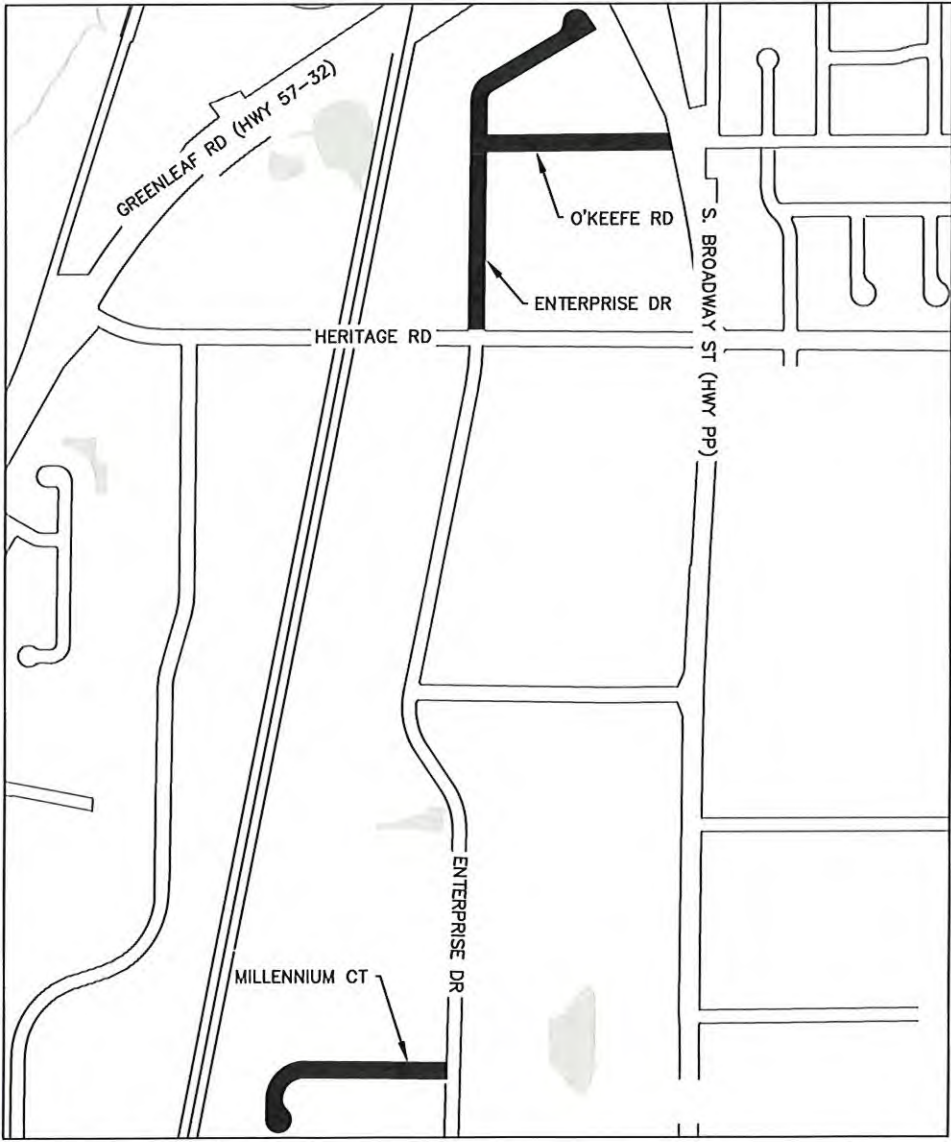 GREENLEAF RD (HWY 57-32)
O'KEEFE RD
S. BROADWAY ST (HWY PP)
ENTERPRISE DR
HERITAGE RD
ENTERPRISE DR
MILLENNIUM CT